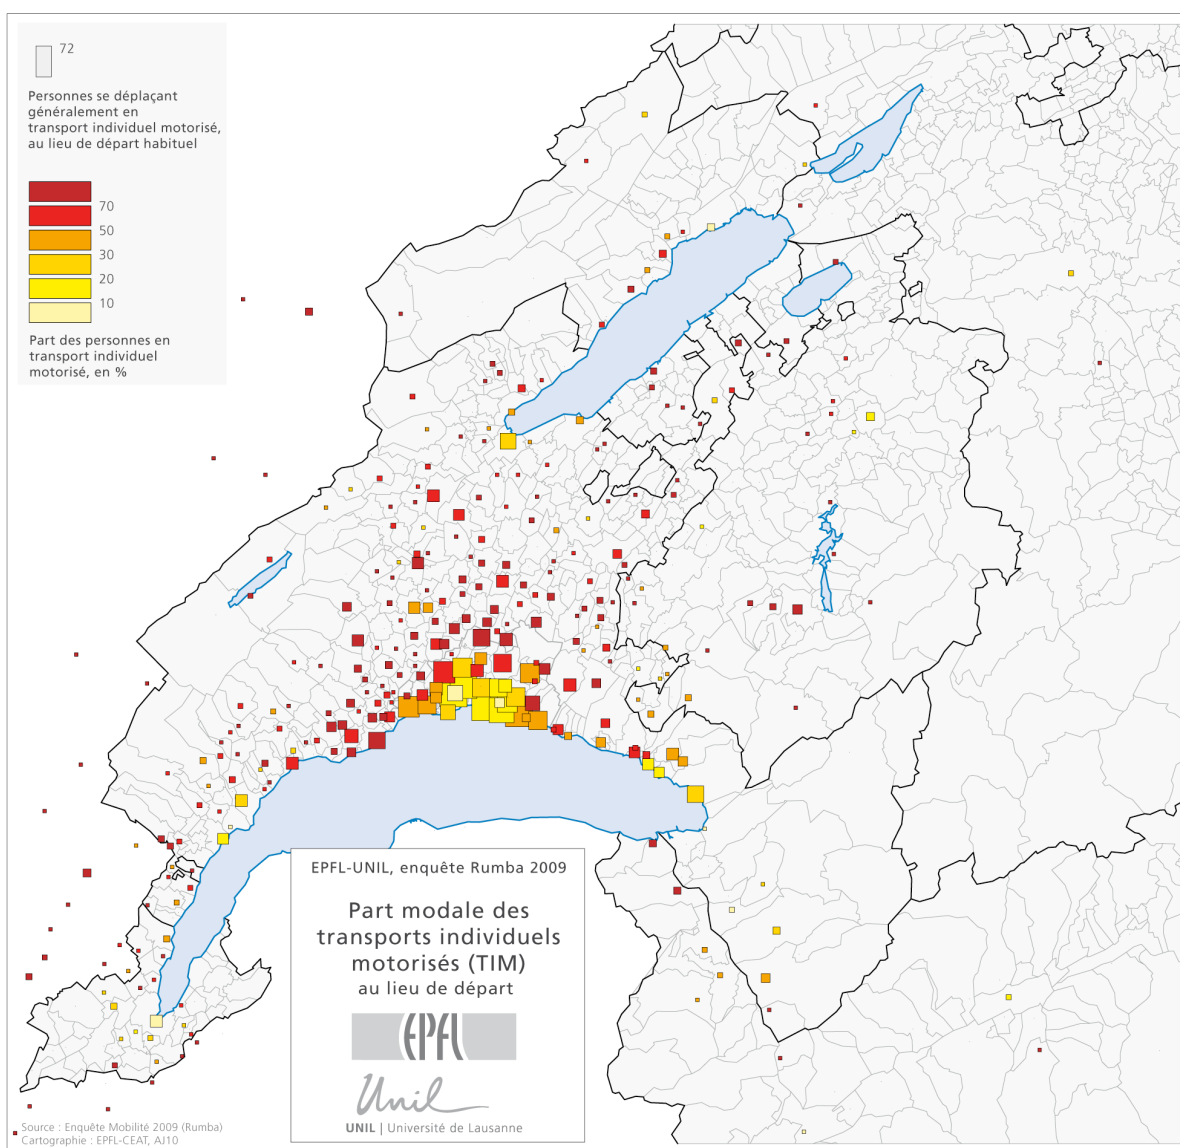 72
Personnes se déplaçant
généralement en
transport individuel motorisé,
au lieu de départ habituel
70
50
30
20
10
Part des personnes en
transport individuel
motorisé, en %
EPFL-UNIL, enquête Rumba 2009
Part modale des
transports individuels
motorisés (TIM)
au lieu de départ
EPFL
Unil
UNIL | Université de Lausanne
Source : Enquête Mobilité 2009 (Rumba)
Cartographie : EPFL-CEAT, AJ10